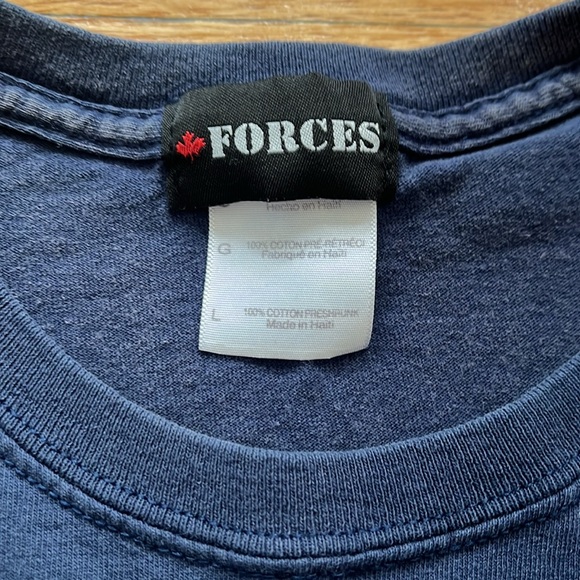 FORCES
Hecho en Haiti
G 100% COTON PRÉ-RÉTRÉCI
Fabriqué en Haïti
L 100% COTTON PRESHRUNK
Made in Haiti